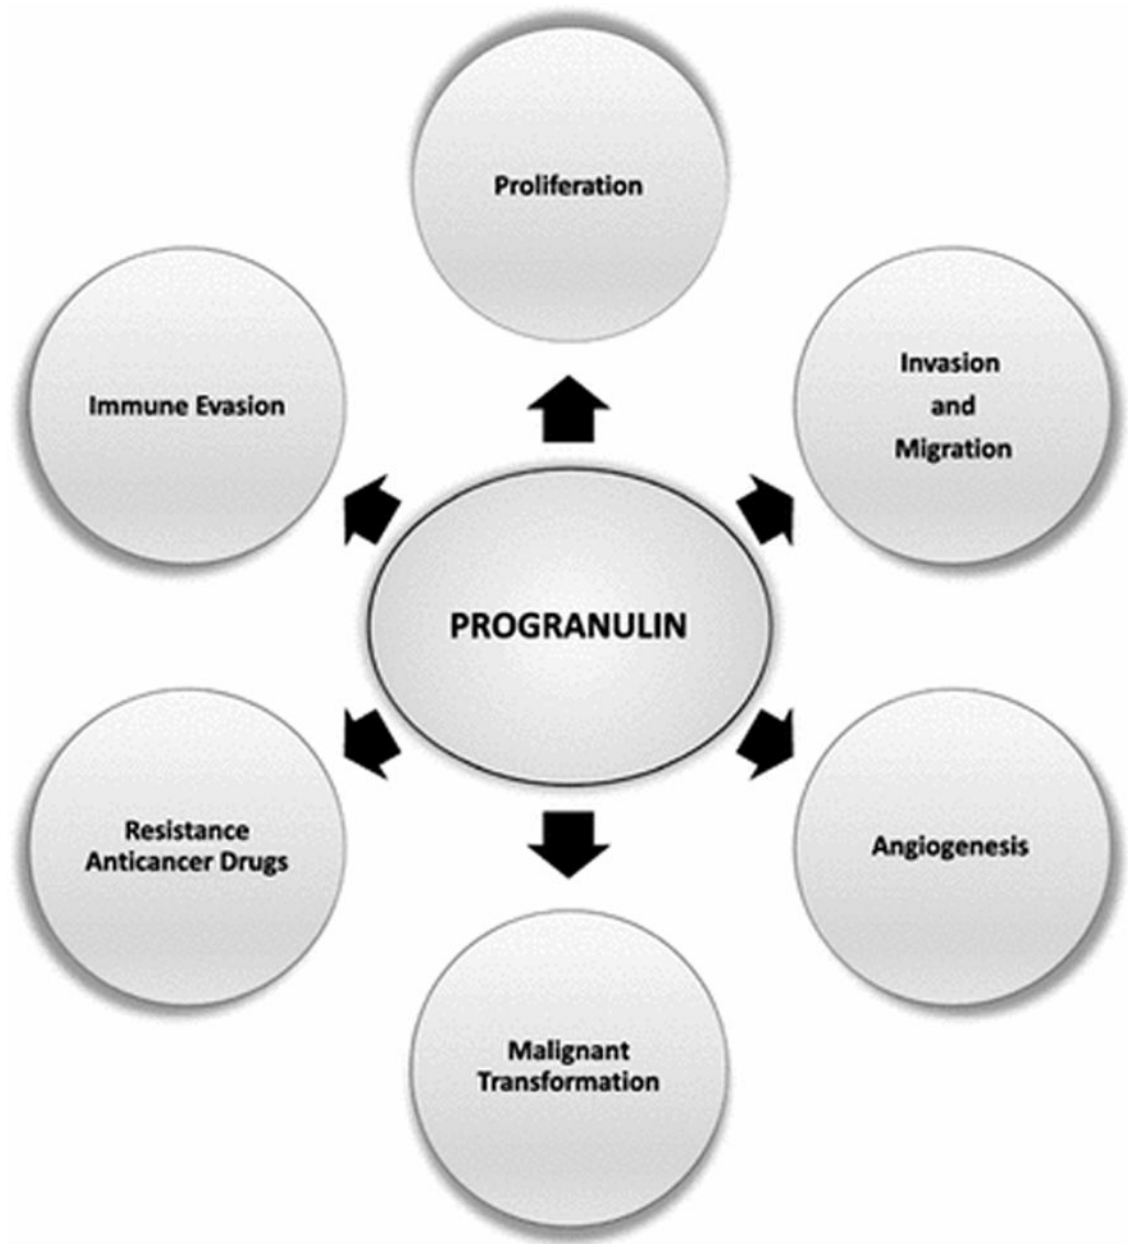 Proliferation
Immune Evasion
Invasion
and
Migration
PROGRANULIN
Resistance
Anticancer Drugs
Angiogenesis
Malignant
Transformation